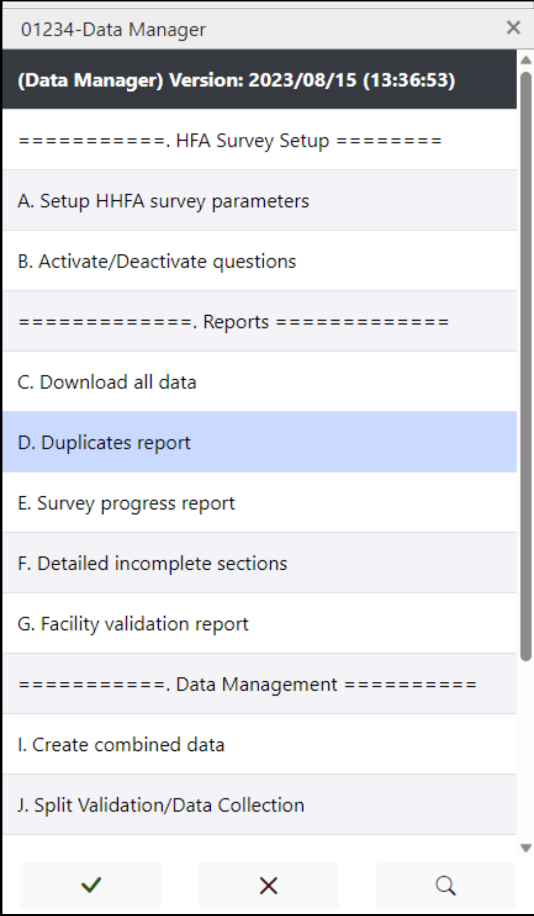 01234-Data Manager
(Data Manager) Version: 2023/08/15 (13:36:53)
===========. HFA Survey Setup ========
A. Setup HHFA survey parameters
B. Activate/Deactivate questions
=============. Reports =============
C. Download all data
D. Duplicates report
E. Survey progress report
F. Detailed incomplete sections
G. Facility validation report
===========. Data Management ==========
I. Create combined data
J. Split Validation/Data Collection